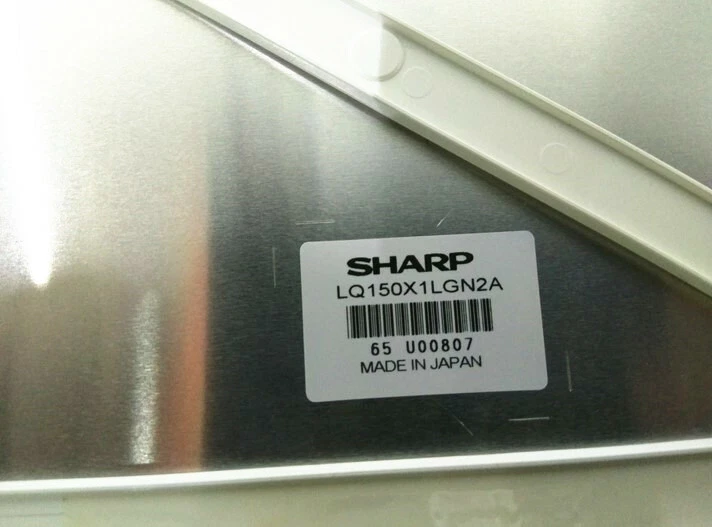 SHARP
LQ150X1LGN2A
65 U00807
MADE IN JAPAN